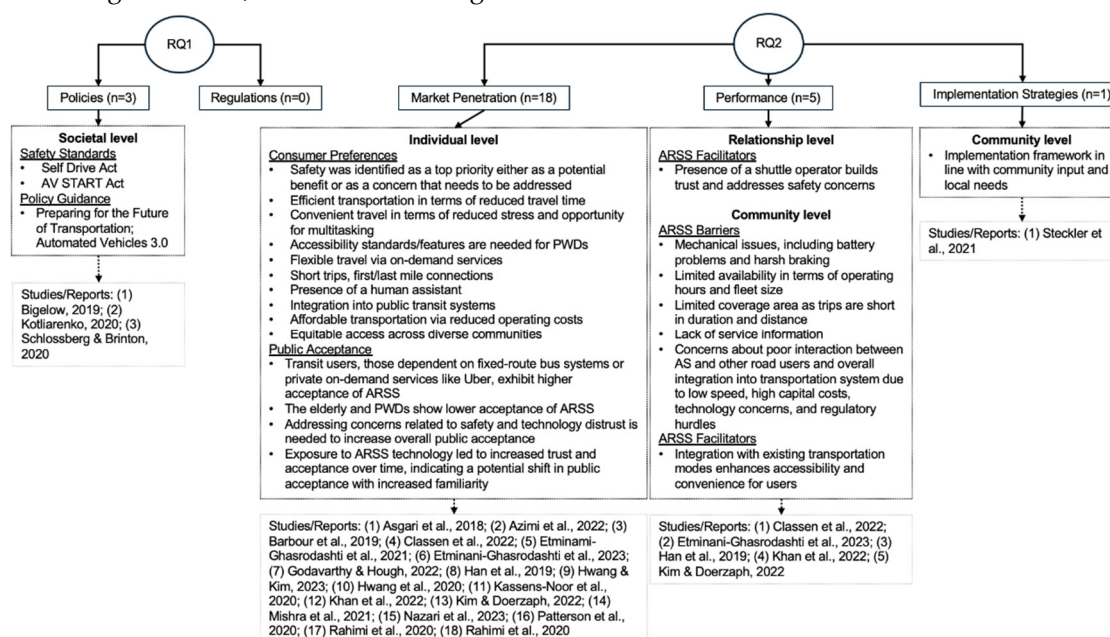 RQ1
RQ2
Policies (n=3)
Regulations (n=0)
Market Penetration (n=18)
Performance (n=5)
Implementation Strategies (n=1)
Societal level
Safety Standards
• Self Drive Act
• AV START Act
Policy Guidance
• Preparing for the Future
of Transportation;
Automated Vehicles 3.0
Studies/Reports: (1)
Bigelow, 2019; (2)
Kotliarenko, 2020; (3)
Schlossberg & Brinton,
2020
Individual level
Consumer Preferences
• Safety was identified as a top priority either as a potential
benefit or as a concern that needs to be addressed
• Efficient transportation in terms of reduced travel time
• Convenient travel in terms of reduced stress and opportunity
for multitasking
• Accessibility standards/features are needed for PWDs
• Flexible travel via on-demand services
• Short trips, first/last mile connections
• Presence of a human assistant
• Integration into public transit systems
• Affordable transportation via reduced operating costs
• Equitable access across diverse communities
Public Acceptance
• Transit users, those dependent on fixed-route bus systems or
private on-demand services like Uber, exhibit higher
acceptance of ARSS
• The elderly and PWDs show lower acceptance of ARSS
• Addressing concerns related to safety and technology distrust is
needed to increase overall public acceptance
• Exposure to ARSS technology led to increased trust and
acceptance over time, indicating a potential shift in public
acceptance with increased familiarity
Studies/Reports: (1) Asgari et al., 2018; (2) Azimi et al., 2022; (3)
Barbour et al., 2019; (4) Classen et al., 2022; (5) Etminami-
Ghasrodashti et al., 2021; (6) Etminani-Ghasrodashti et al., 2023;
(7) Godavarthy & Hough, 2022; (8) Han et al., 2019; (9) Hwang &
Kim, 2023; (10) Hwang et al., 2020; (11) Kassens-Noor et al.,
2020; (12) Khan et al., 2022; (13) Kim & Doerzaph, 2022; (14)
Mishra et al., 2021; (15) Nazari et al., 2023; (16) Patterson et al.,
2020; (17) Rahimi et al., 2020; (18) Rahimi et al., 2020
Relationship level
ARSS Facilitators
• Presence of a shuttle operator builds
trust and addresses safety concerns
Community level
ARSS Barriers
• Mechanical issues, including battery
problems and harsh braking
• Limited availability in terms of operating
hours and fleet size
• Limited coverage area as trips are short
in duration and distance
• Lack of service information
• Concerns about poor interaction between
AS and other road users and overall
integration into transportation system due
to low speed, high capital costs,
technology concerns, and regulatory
hurdles
ARSS Facilitators
• Integration with existing transportation
modes enhances accessibility and
convenience for users
Studies/Reports: (1) Classen et al., 2022;
(2) Etminani-Ghasrodashti et al., 2023; (3)
Han et al., 2019; (4) Khan et al., 2022; (5)
Kim & Doerzaph, 2022
Community level
• Implementation framework in
line with community input and
local needs
Studies/Reports: (1) Steckler et
al., 2021